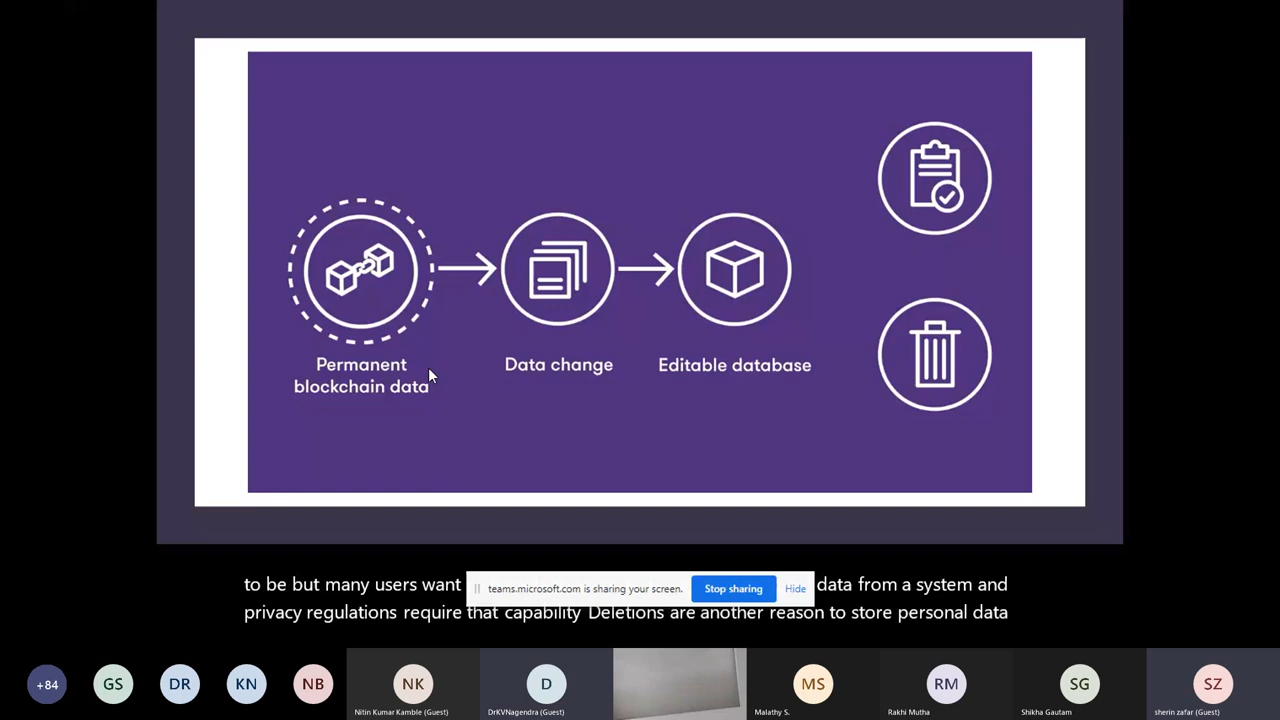 Permanent
blockchain data
Data change
Editable database
to be but many users want
data from a system and
privacy regulations require that capability Deletions are another reason to store personal data
teams.microsoft.com is sharing your screen.
Stop sharing
Hide
+84
GS
DR
KN
NB
NK
D
MS
RM
SG
SZ
Nitin Kumar Kamble (Guest)
DrKVNagendra (Guest)
Malathy S.
Rakhi Mutha
Shikha Gautam
sherin zafar (Guest)